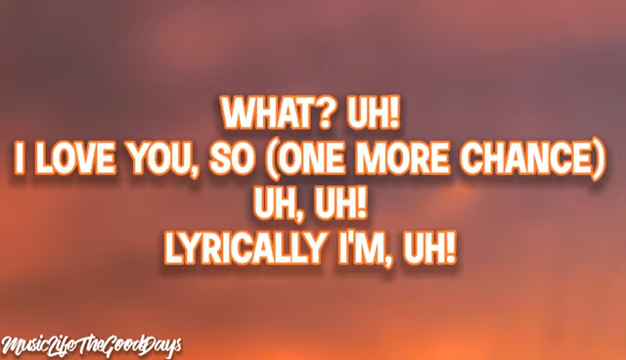 WHAT? UH!
I LOVE YOU, SO (ONE MORE CHANCE)
UH, UH!
LYRICALLY I'M, UH!
MusicLifeTheGoodDays